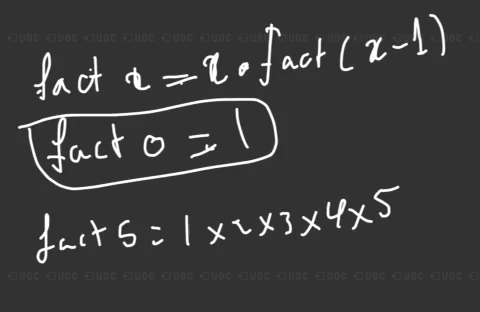 fact x = x . fact(x-1)
fact 0 = 1
fact 5 = 1 x 2 x 3 x 4 x 5